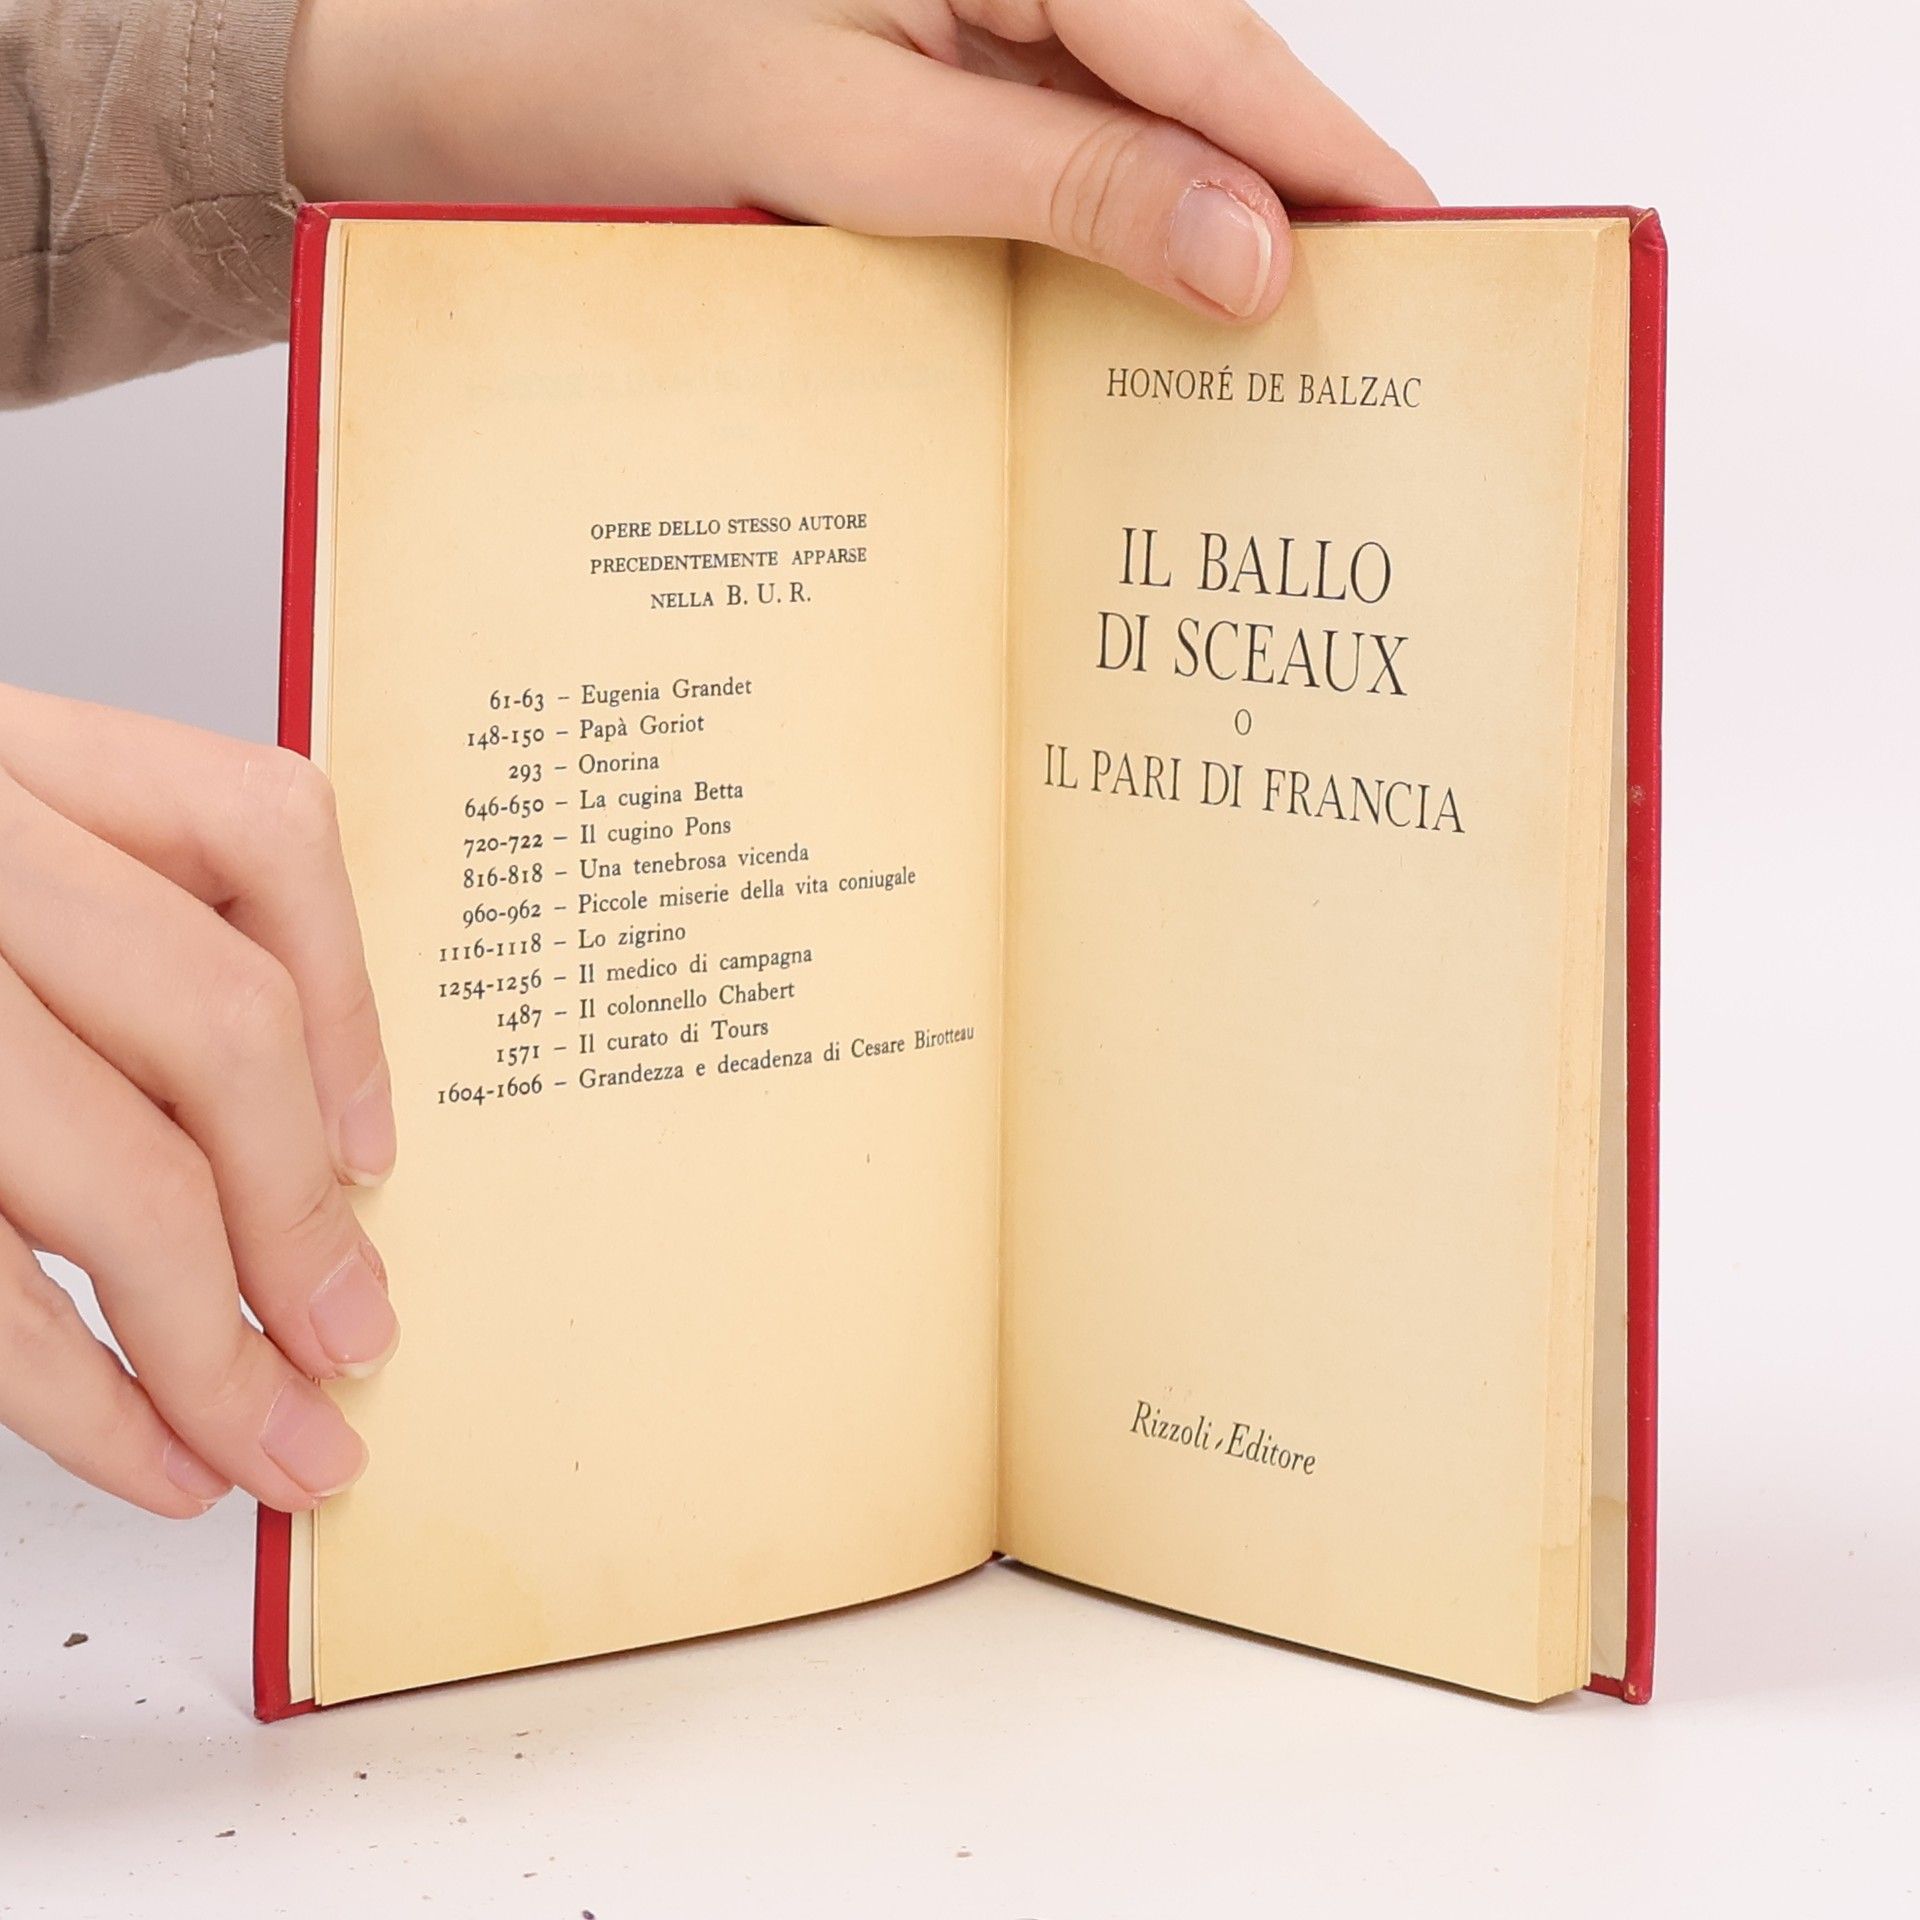 OPERE DELLO STESSO AUTORE
PRECEDENTEMENTE APPARSE
NELLA B. U. R.
61-63 – Eugenia Grandet
148-150 – Papà Goriot
293 – Onorina
646-650 – La cugina Betta
720-722 – Il cugino Pons
816-818 – Una tenebrosa vicenda
960-962 – Piccole miserie della vita coniugale
1116-1118 – Lo zigrino
1254-1256 – Il medico di campagna
1487 – Il colonnello Chabert
1571 – Il curato di Tours
1604-1606 – Grandezza e decadenza di Cesare Birotteau
HONORÉ DE BALZAC
IL BALLO
DI SCEAUX
O
IL PARI DI FRANCIA
Rizzoli - Editore